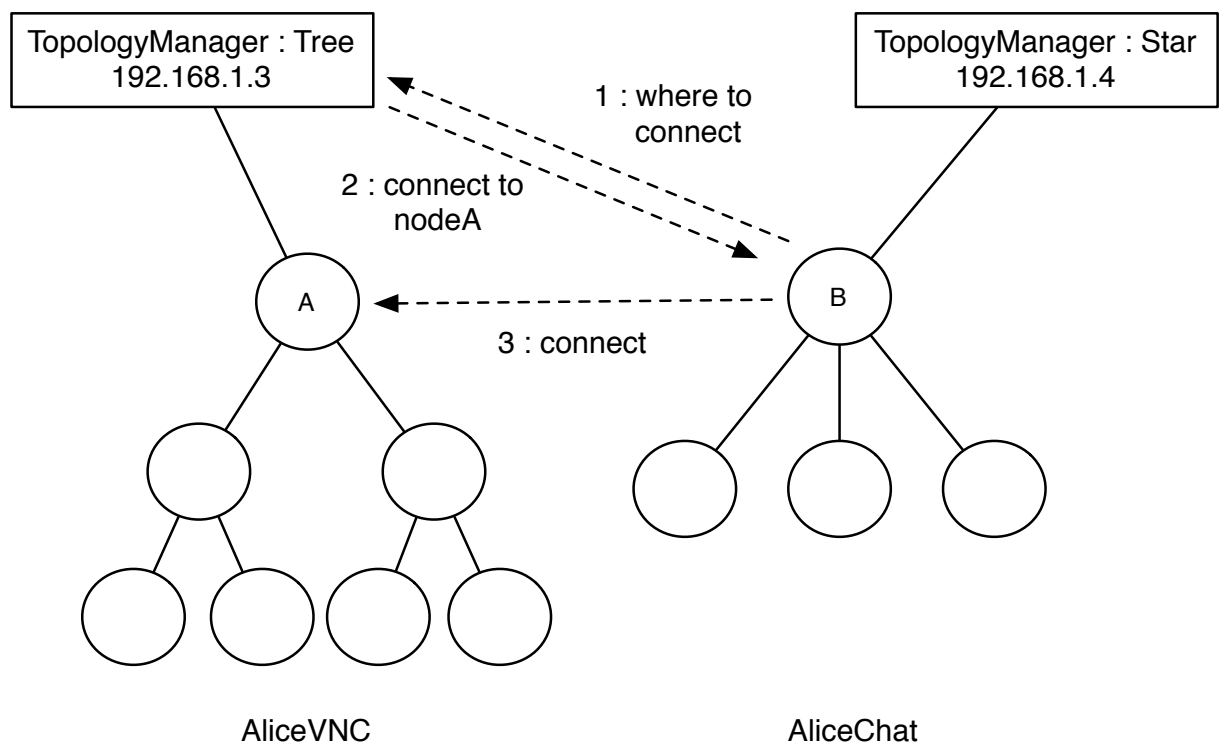 TopologyManager : Tree
192.168.1.3
TopologyManager : Star
192.168.1.4
1 : where to
connect
2 : connect to
nodeA
A
B
3 : connect
AliceVNC
AliceChat